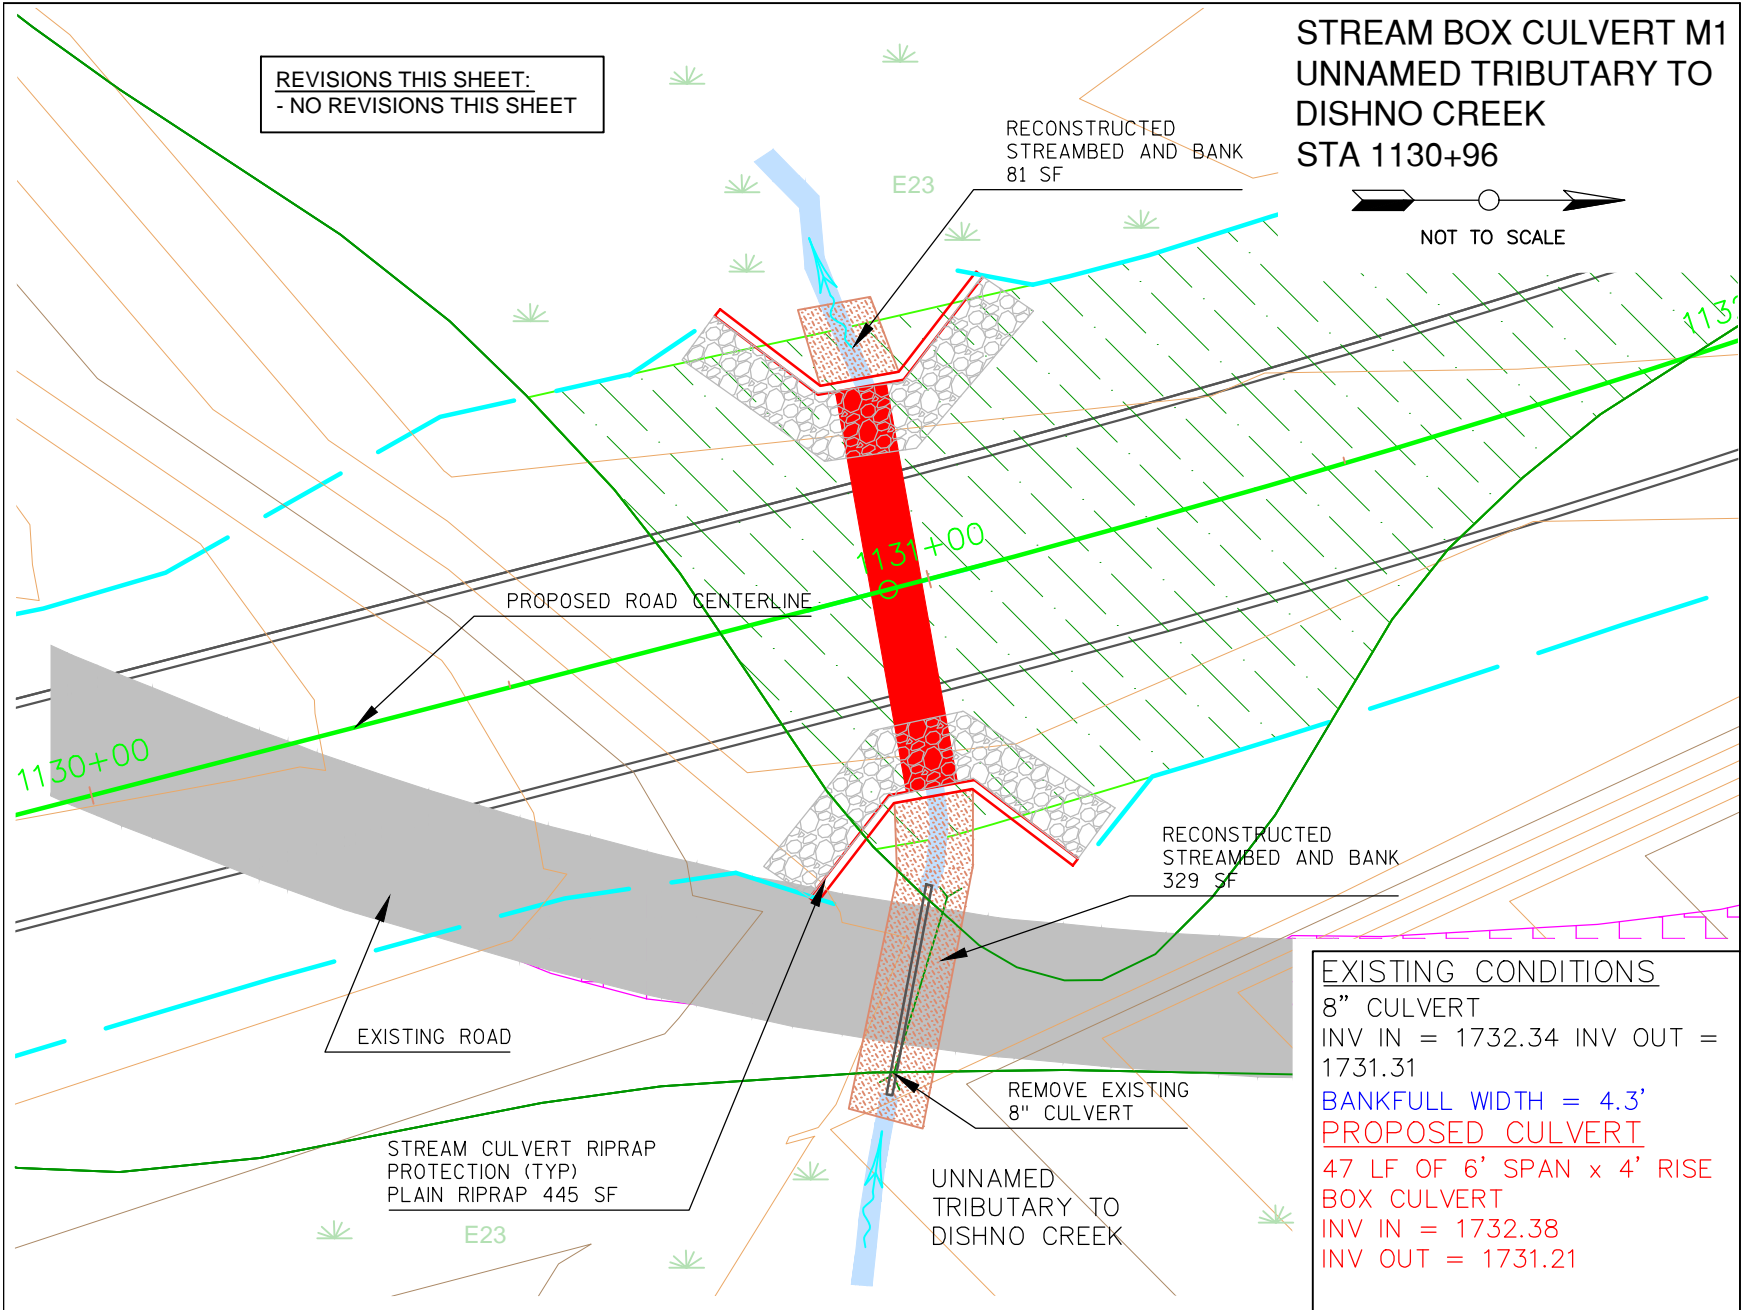 STREAM BOX CULVERT M1
UNNAMED TRIBUTARY TO
DISHNO CREEK
STA 1130+96
NOT TO SCALE
REVISIONS THIS SHEET:
- NO REVISIONS THIS SHEET
RECONSTRUCTED
STREAMBED AND BANK
81 SF
E23
1131+00
PROPOSED ROAD CENTERLINE
1130+00
RECONSTRUCTED
STREAMBED AND BANK
329 SF
EXISTING ROAD
REMOVE EXISTING
8" CULVERT
STREAM CULVERT RIPRAP
PROTECTION (TYP)
PLAIN RIPRAP 445 SF
E23
UNNAMED
TRIBUTARY TO
DISHNO CREEK
EXISTING CONDITIONS
8” CULVERT
INV IN = 1732.34 INV OUT =
1731.31
BANKFULL WIDTH = 4.3’
PROPOSED CULVERT
47 LF OF 6’ SPAN x 4’ RISE
BOX CULVERT
INV IN = 1732.38
INV OUT = 1731.21